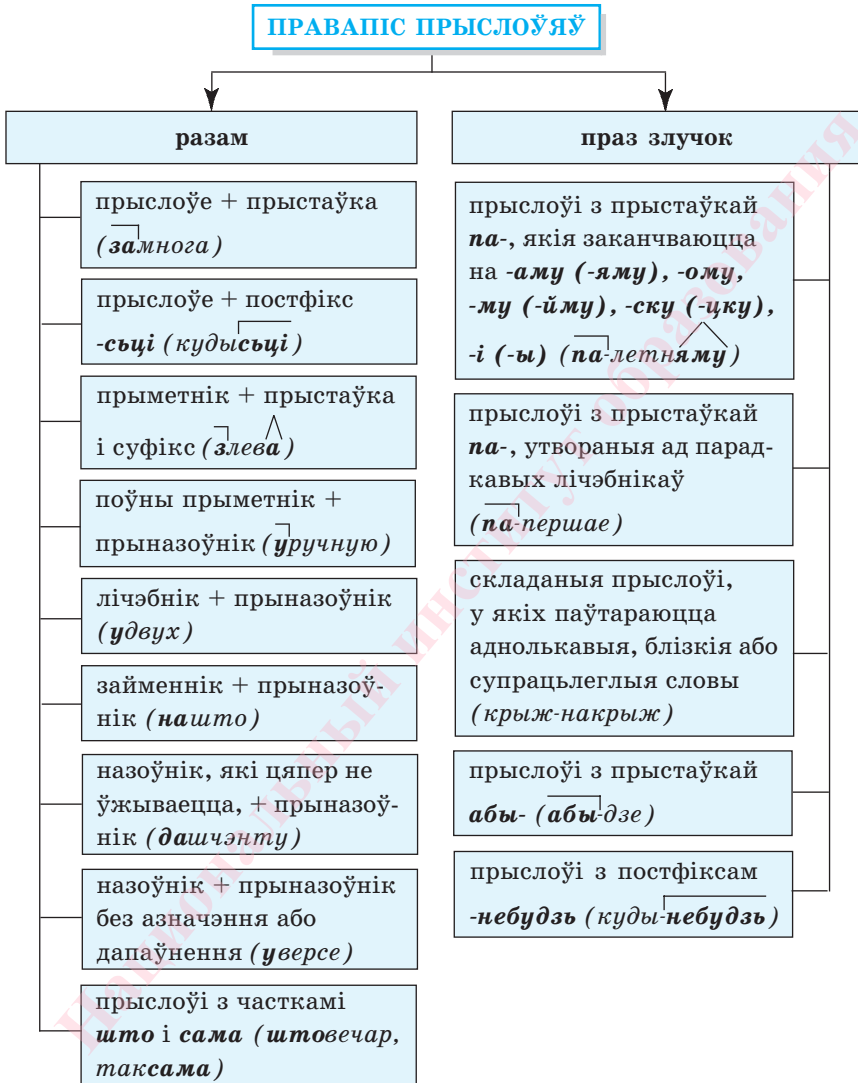 ПРАВАПІС ПРЫСЛОЎЯЎ
разам
прыслоўе + прыстаўка
(замнога)
прыслоўе + постфікс
-сьці (кудысьці)
прыметнік + прыстаўка
і суфікс (злева)
поўны прыметнік +
прыназоўнік (уручную)
лічэбнік + прыназоўнік
(удвух)
займеннік + прыназоў-
нік (нашто)
назоўнік, які цяпер не
ўжываецца, + прыназоў-
нік (дашчэнту)
назоўнік + прыназоўнік
без азначэння або
дапаўнення (уверсе)
прыслоўі з часткамі
што і сама (штовечар,
таксама)
праз злучок
прыслоўі з прыстаўкай
па-, якія заканчваюцца
на -аму (-яму), -ому,
-му (-йму), -ску (-цку),
-і (-ы) (па-летняму)
прыслоўі з прыстаўкай
па-, утвораныя ад парад-
кавых лічэбнікаў
(па-першае)
складаныя прыслоўі,
у якіх паўтараюцца
аднолькавыя, блізкія або
супрацьлеглыя словы
(крыж-накрыж)
прыслоўі з прыстаўкай
абы- (абы-дзе)
прыслоўі з постфіксам
-небудзь (куды-небудзь)
Национальный институт образования